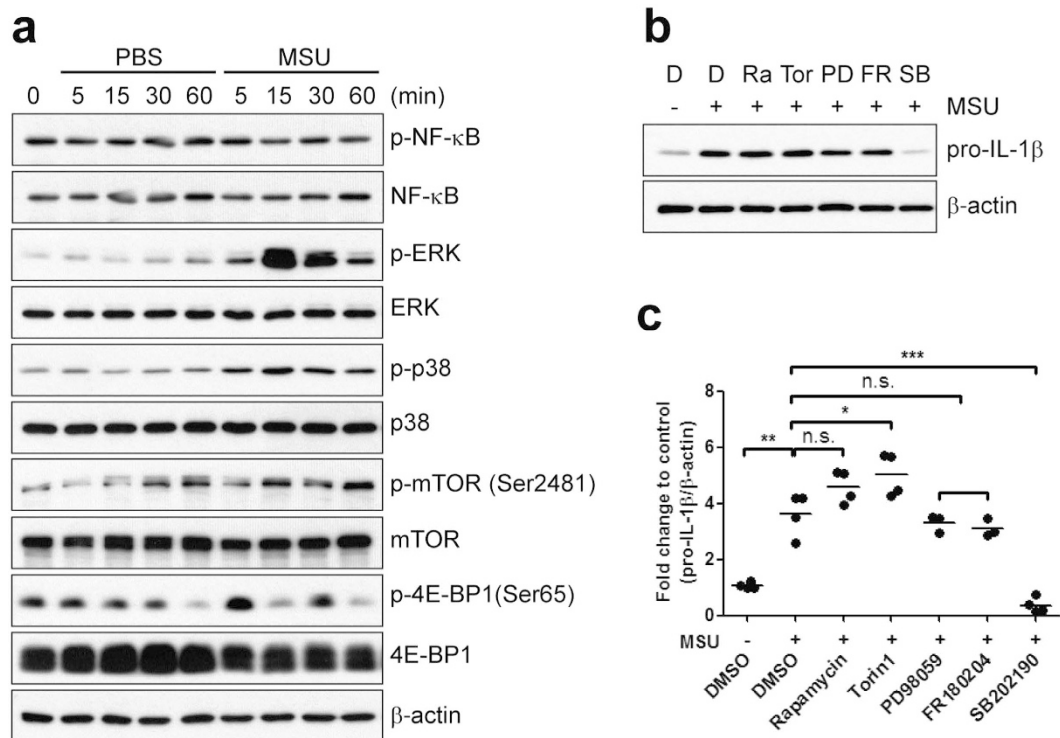 a
PBS MSU
0 5 15 30 60 5 15 30 60 (min)
p-NF-κB
NF-κB
p-ERK
ERK
p-p38
p38
p-mTOR (Ser2481)
mTOR
p-4E-BP1(Ser65)
4E-BP1
β-actin
b
D D Ra Tor PD FR SB
- + + + + + + MSU
pro-IL-1β
β-actin
c
***
n.s.
*
** n.s.
Fold change to control
(pro-IL-1β/β-actin)
8
6
4
2
0
MSU - + + + + + +
DMSO DMSO Rapamycin Torin1 PD98059 FR180204 SB202190